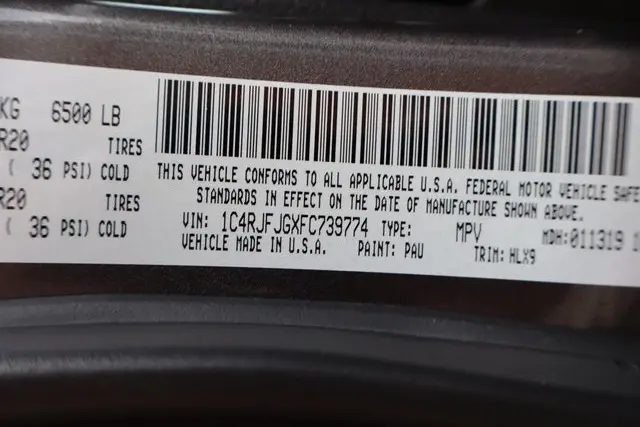 KG 6500 LB
R20 TIRES
( 36 PSI) COLD
R20 TIRES
( 36 PSI) COLD
THIS VEHICLE CONFORMS TO ALL APPLICABLE U.S.A. FEDERAL MOTOR VEHICLE SAFE
STANDARDS IN EFFECT ON THE DATE OF MANUFACTURE SHOWN ABOVE.
VIN: 1C4RJFJGXFC739774 TYPE: MPV MDH:011319
VEHICLE MADE IN U.S.A. PAINT: PAU TRIM: HLX9